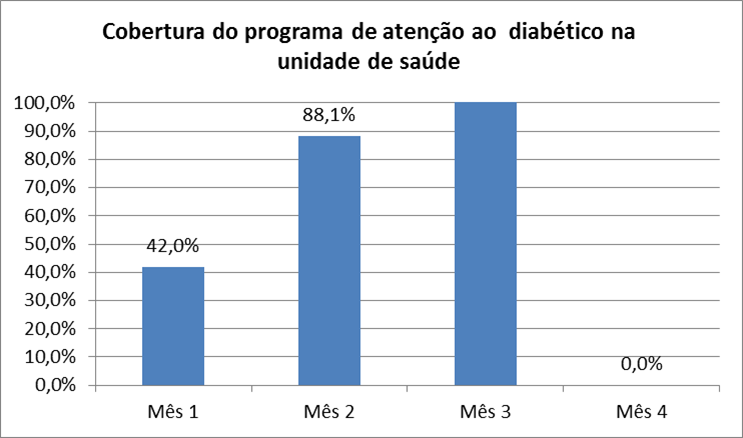 Cobertura do programa de atenção ao  diabético na
unidade de saúde
100,0%
90,0%
80,0%
70,0%
60,0%
50,0%
40,0%
30,0%
20,0%
10,0%
0,0%
42,0%
88,1%
0,0%
Mês 1
Mês 2
Mês 3
Mês 4